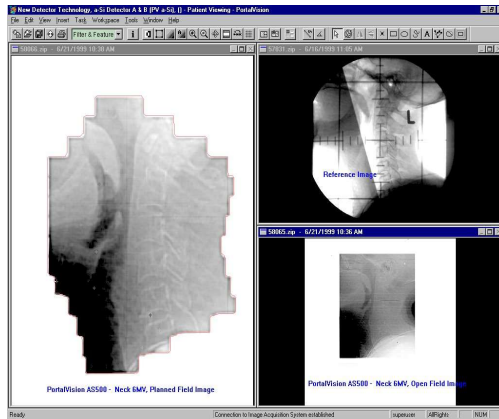 New Detector Technology, a-Si Detector A & B (PV a-Si), () - Patient Viewing - PortalVision
File Edit View Insert Task Workspace Tools Window Help
Filter & Feature
58066.zip - 6/21/1999 10:38 AM
57831.zip - 6/16/1999 11:05 AM
L
Reference Image
58065.zip - 6/21/1999 10:36 AM
PortalVision AS500 - Neck 6MV, Planned Field Image
PortalVision AS500 - Neck 6MV, Open Field Image
Ready Connection to Image Acquisition System established superuser AllRights NUM